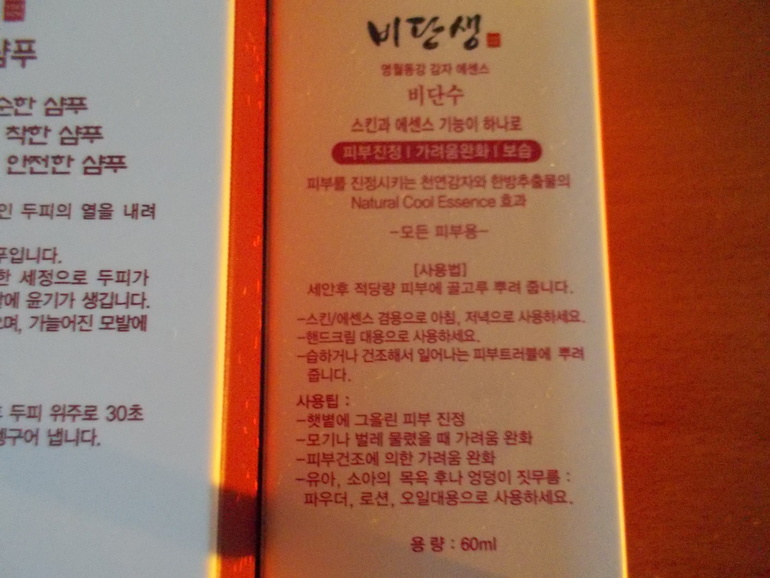 샴푸
순한 샴푸
착한 샴푸
안전한 샴푸
인 두피의 열을 내려
푸입니다.
한 세정으로 두피가
에 윤기가 생깁니다.
며, 가늘어진 모발에
두피 위주로 30초
헹구어 냅니다.
비단생
영월동강 감자 에센스
비단수
스킨과 에센스 기능이 하나로
피부진정 | 가려움완화 | 보습
피부를 진정시키는 천연감자와 한방추출물의
Natural Cool Essence 효과
-모든 피부용-
[사용법]
세안후 적당량 피부에 골고루 뿌려 줍니다.
-스킨/에센스 겸용으로 아침, 저녁으로 사용하세요.
-핸드크림 대용으로 사용하세요.
-습하거나 건조해서 일어나는 피부트러블에 뿌려
줍니다.
사용팁 :
-햇볕에 그을린 피부 진정
-모기나 벌레 물렸을 때 가려움 완화
-피부건조에 의한 가려움 완화
-유아, 소아의 목욕 후나 엉덩이 짓무름 :
파우더, 로션, 오일대용으로 사용하세요.
용 량 : 60ml